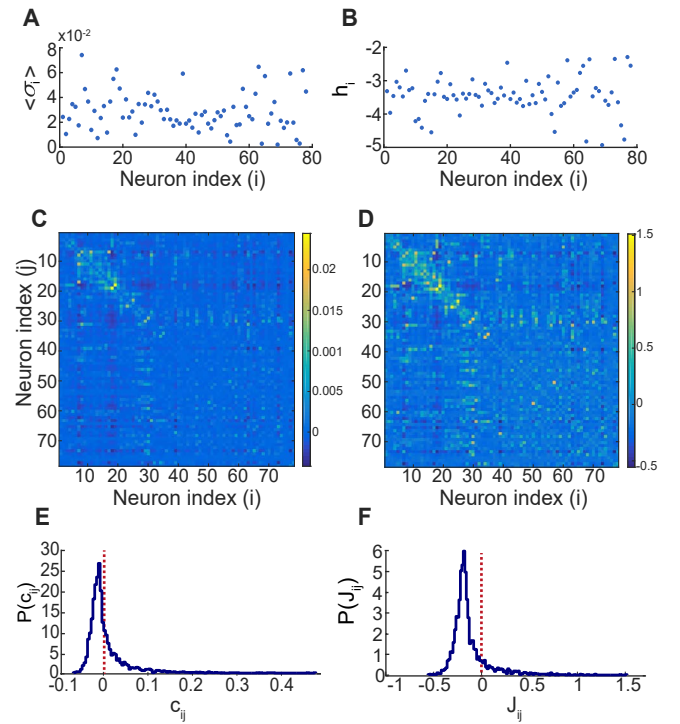 A
x10⁻²
8
6
4
2
0
<σᵢ>
0 20 40 60 80
Neuron index (i)
B
-2
-3
-4
-5
hᵢ
0 20 40 60 80
Neuron index (i)
C
10
20
30
40
50
60
70
Neuron index (j)
10 20 30 40 50 60 70
Neuron index (i)
0.02
0.015
0.001
0.005
0
D
10
20
30
40
50
60
70
10 20 30 40 50 60 70
Neuron index (i)
1.5
1
0.5
0
-0.5
E
30
25
20
15
10
5
0
P(cᵢⱼ)
-0.1 0 0.1 0.2 0.3 0.4
cᵢⱼ
F
6
5
4
3
2
1
0
P(Jᵢⱼ)
-1 -0.5 0 0.5 1 1.5
Jᵢⱼ